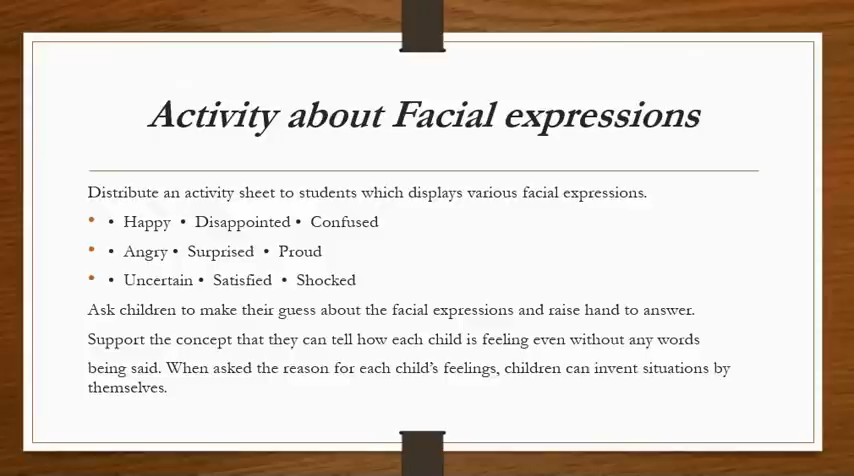 Activity about Facial expressions
Distribute an activity sheet to students which displays various facial expressions.
• • Happy • Disappointed • Confused
• • Angry • Surprised • Proud
• • Uncertain • Satisfied • Shocked
Ask children to make their guess about the facial expressions and raise hand to answer.
Support the concept that they can tell how each child is feeling even without any words
being said. When asked the reason for each child's feelings, children can invent situations by
themselves.